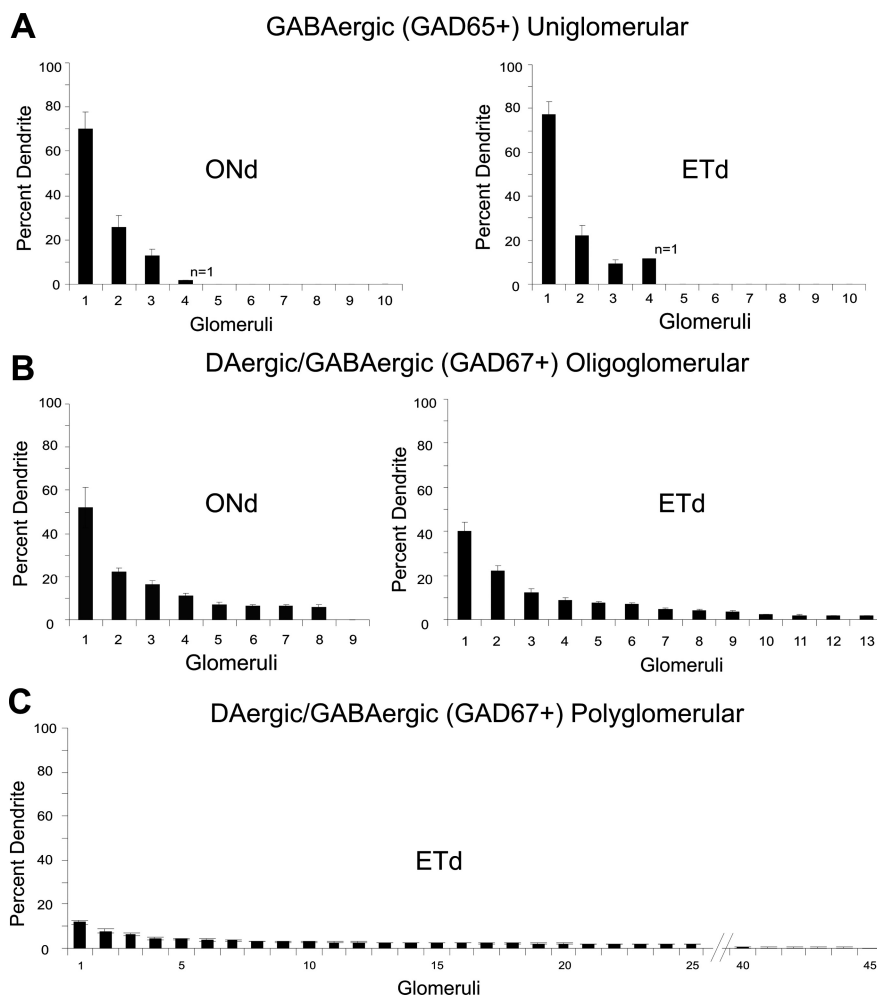 A
GABAergic (GAD65+) Uniglomerular
100
80
60
40
20
0
Percent Dendrite
ONd
n=1
1 2 3 4 5 6 7 8 9 10
Glomeruli
100
80
60
40
20
0
Percent Dendrite
ETd
n=1
1 2 3 4 5 6 7 8 9 10
Glomeruli
B
DAergic/GABAergic (GAD67+) Oligoglomerular
100
80
60
40
20
0
Percent Dendrite
ONd
1 2 3 4 5 6 7 8 9
Glomeruli
100
80
60
40
20
0
Percent Dendrite
ETd
1 2 3 4 5 6 7 8 9 10 11 12 13
Glomeruli
C
DAergic/GABAergic (GAD67+) Polyglomerular
100
80
60
40
20
0
Percent Dendrite
ETd
1 5 10 15 20 25 40 45
Glomeruli